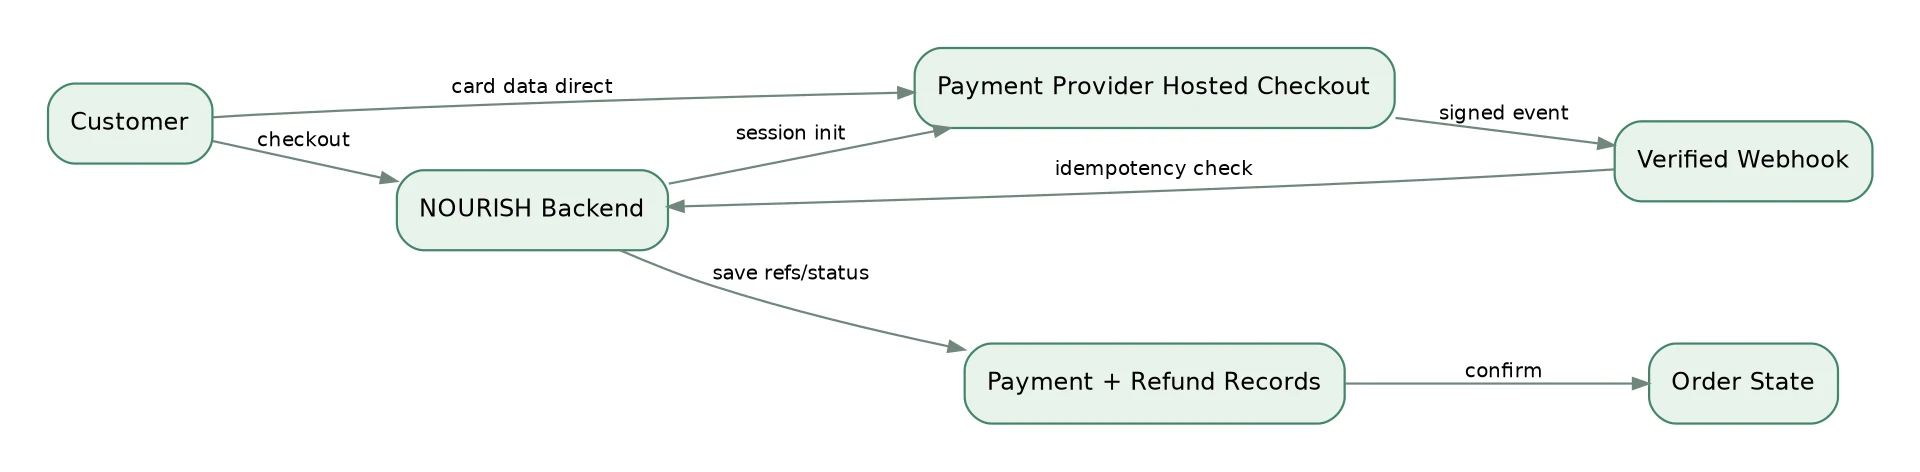 Payment Provider Hosted Checkout
card data direct
Customer
signed event
session init
checkout
Verified Webhook
idempotency check
NOURISH Backend
save refs/status
confirm
Payment + Refund Records
Order State